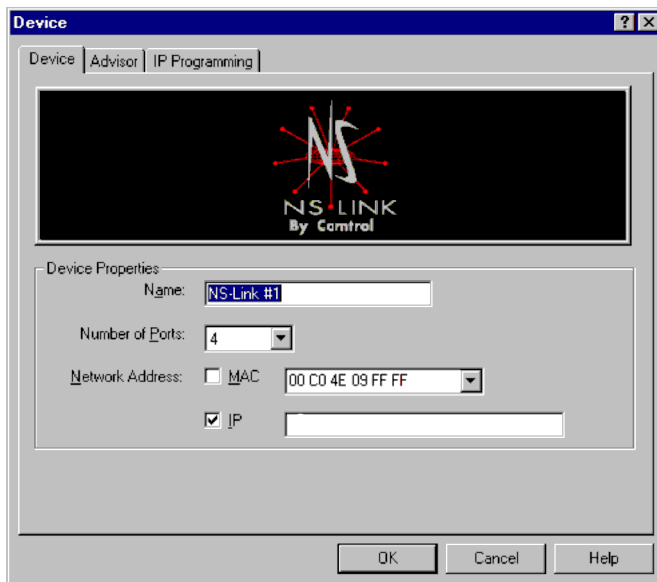 Device
Device Advisor IP Programming
NS
NS LINK
By Comtrol
Device Properties
Name: NS-Link #1
Number of Ports: 4
Network Address: MAC 00 C0 4E 09 FF FF
IP
OK Cancel Help